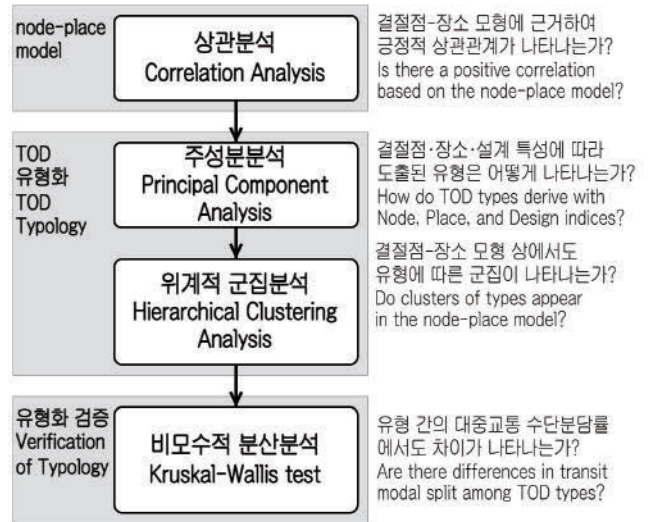 node-place
model
상관분석
Correlation Analysis
결절점-장소 모형에 근거하여
긍정적 상관관계가 나타나는가?
Is there a positive correlation
based on the node-place model?
TOD
유형화
TOD
Typology
주성분분석
Principal Component
Analysis
결절점·장소·설계 특성에 따라
도출된 유형은 어떻게 나타나는가?
How do TOD types derive with
Node, Place, and Design indices?
위계적 군집분석
Hierarchical Clustering
Analysis
결절점-장소 모형 상에서도
유형에 따른 군집이 나타나는가?
Do clusters of types appear
in the node-place model?
유형화 검증
Verification
of Typology
비모수적 분산분석
Kruskal-Wallis test
유형 간의 대중교통 수단분담률
에서도 차이가 나타나는가?
Are there differences in transit
modal split among TOD types?